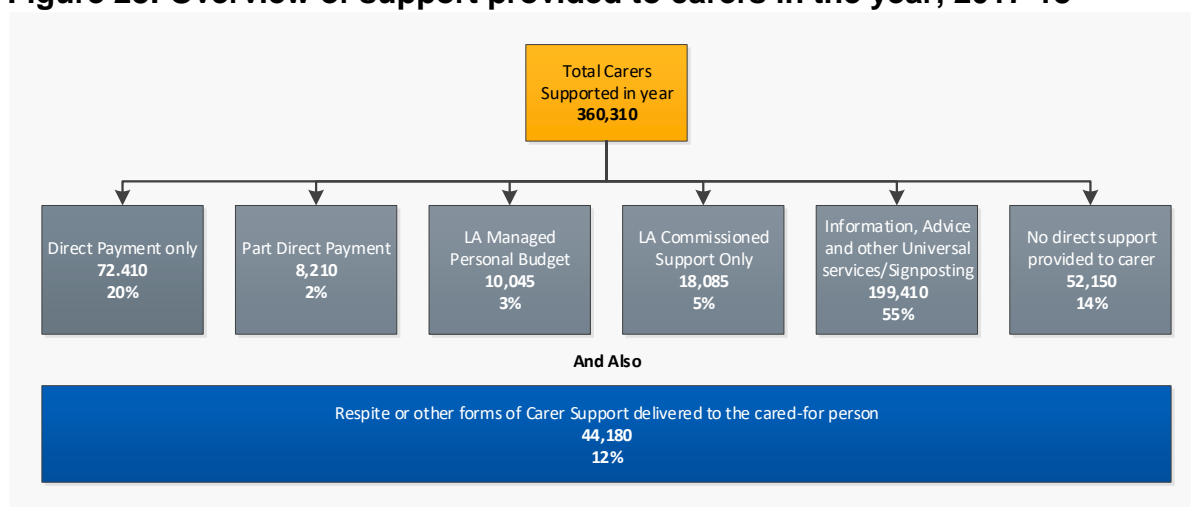 Total Carers
Supported in year
360,310
Direct Payment only
72.410
20%
Part Direct Payment
8,210
2%
LA Managed
Personal Budget
10,045
3%
LA Commissioned
Support Only
18,085
5%
Information, Advice
and other Universal
services/Signposting
199,410
55%
No direct support
provided to carer
52,150
14%
And Also
Respite or other forms of Carer Support delivered to the cared-for person
44,180
12%